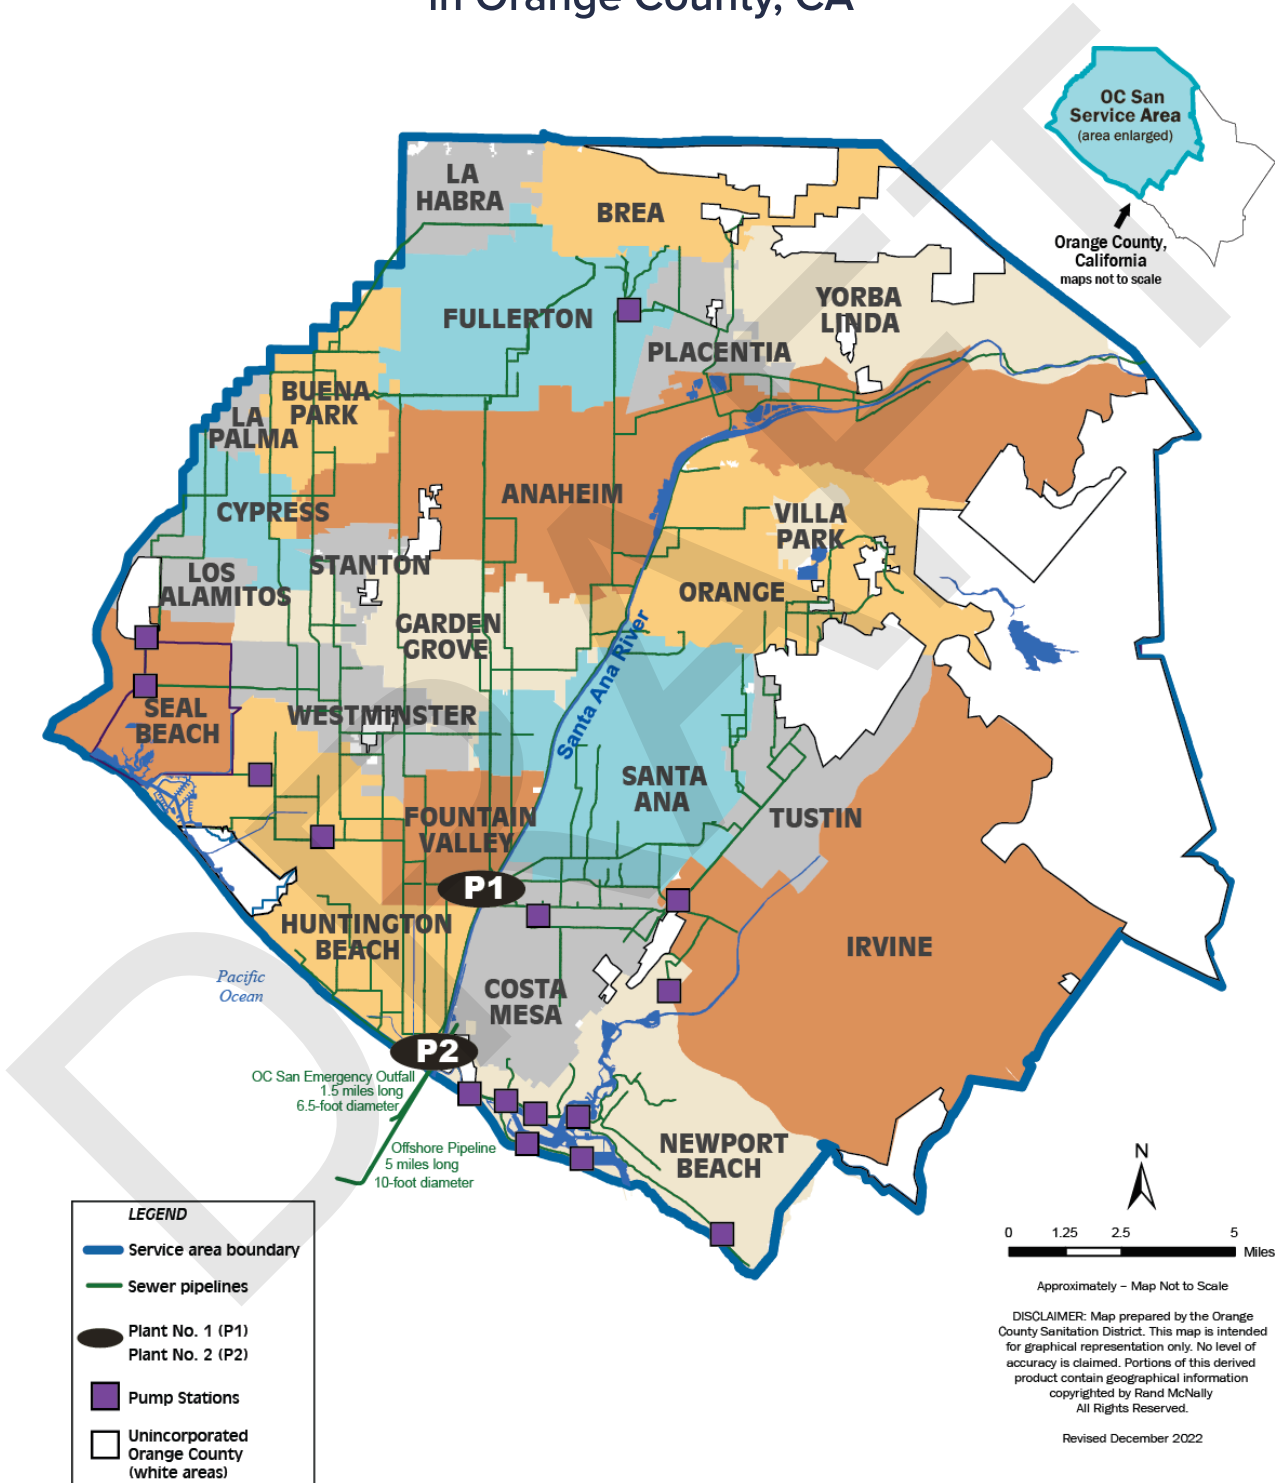 in Orange County, CA
OC San
Service Area
(area enlarged)
Orange County,
California
maps not to scale
LA
HABRA
BREA
YORBA
LINDA
FULLERTON
PLACENTIA
BUENA
PARK
LA
PALMA
ANAHEIM
CYPRESS
VILLA
PARK
STANTON
LOS
ALAMITOS
ORANGE
GARDEN
GROVE
Santa Ana River
SEAL
BEACH
WESTMINSTER
SANTA
ANA
FOUNTAIN
VALLEY
TUSTIN
P1
HUNTINGTON
BEACH
IRVINE
Pacific
Ocean
COSTA
MESA
P2
OC San Emergency Outfall
1.5 miles long
6.5-foot diameter
Offshore Pipeline
5 miles long
10-foot diameter
NEWPORT
BEACH
N
0 1.25 2.5 5
Miles
Approximately – Map Not to Scale
DISCLAIMER: Map prepared by the Orange
County Sanitation District. This map is intended
for graphical representation only. No level of
accuracy is claimed. Portions of this derived
product contain geographical information
copyrighted by Rand McNally
All Rights Reserved.
Revised December 2022
LEGEND
Service area boundary
Sewer pipelines
Plant No. 1 (P1)
Plant No. 2 (P2)
Pump Stations
Unincorporated
Orange County
(white areas)
DRAFT